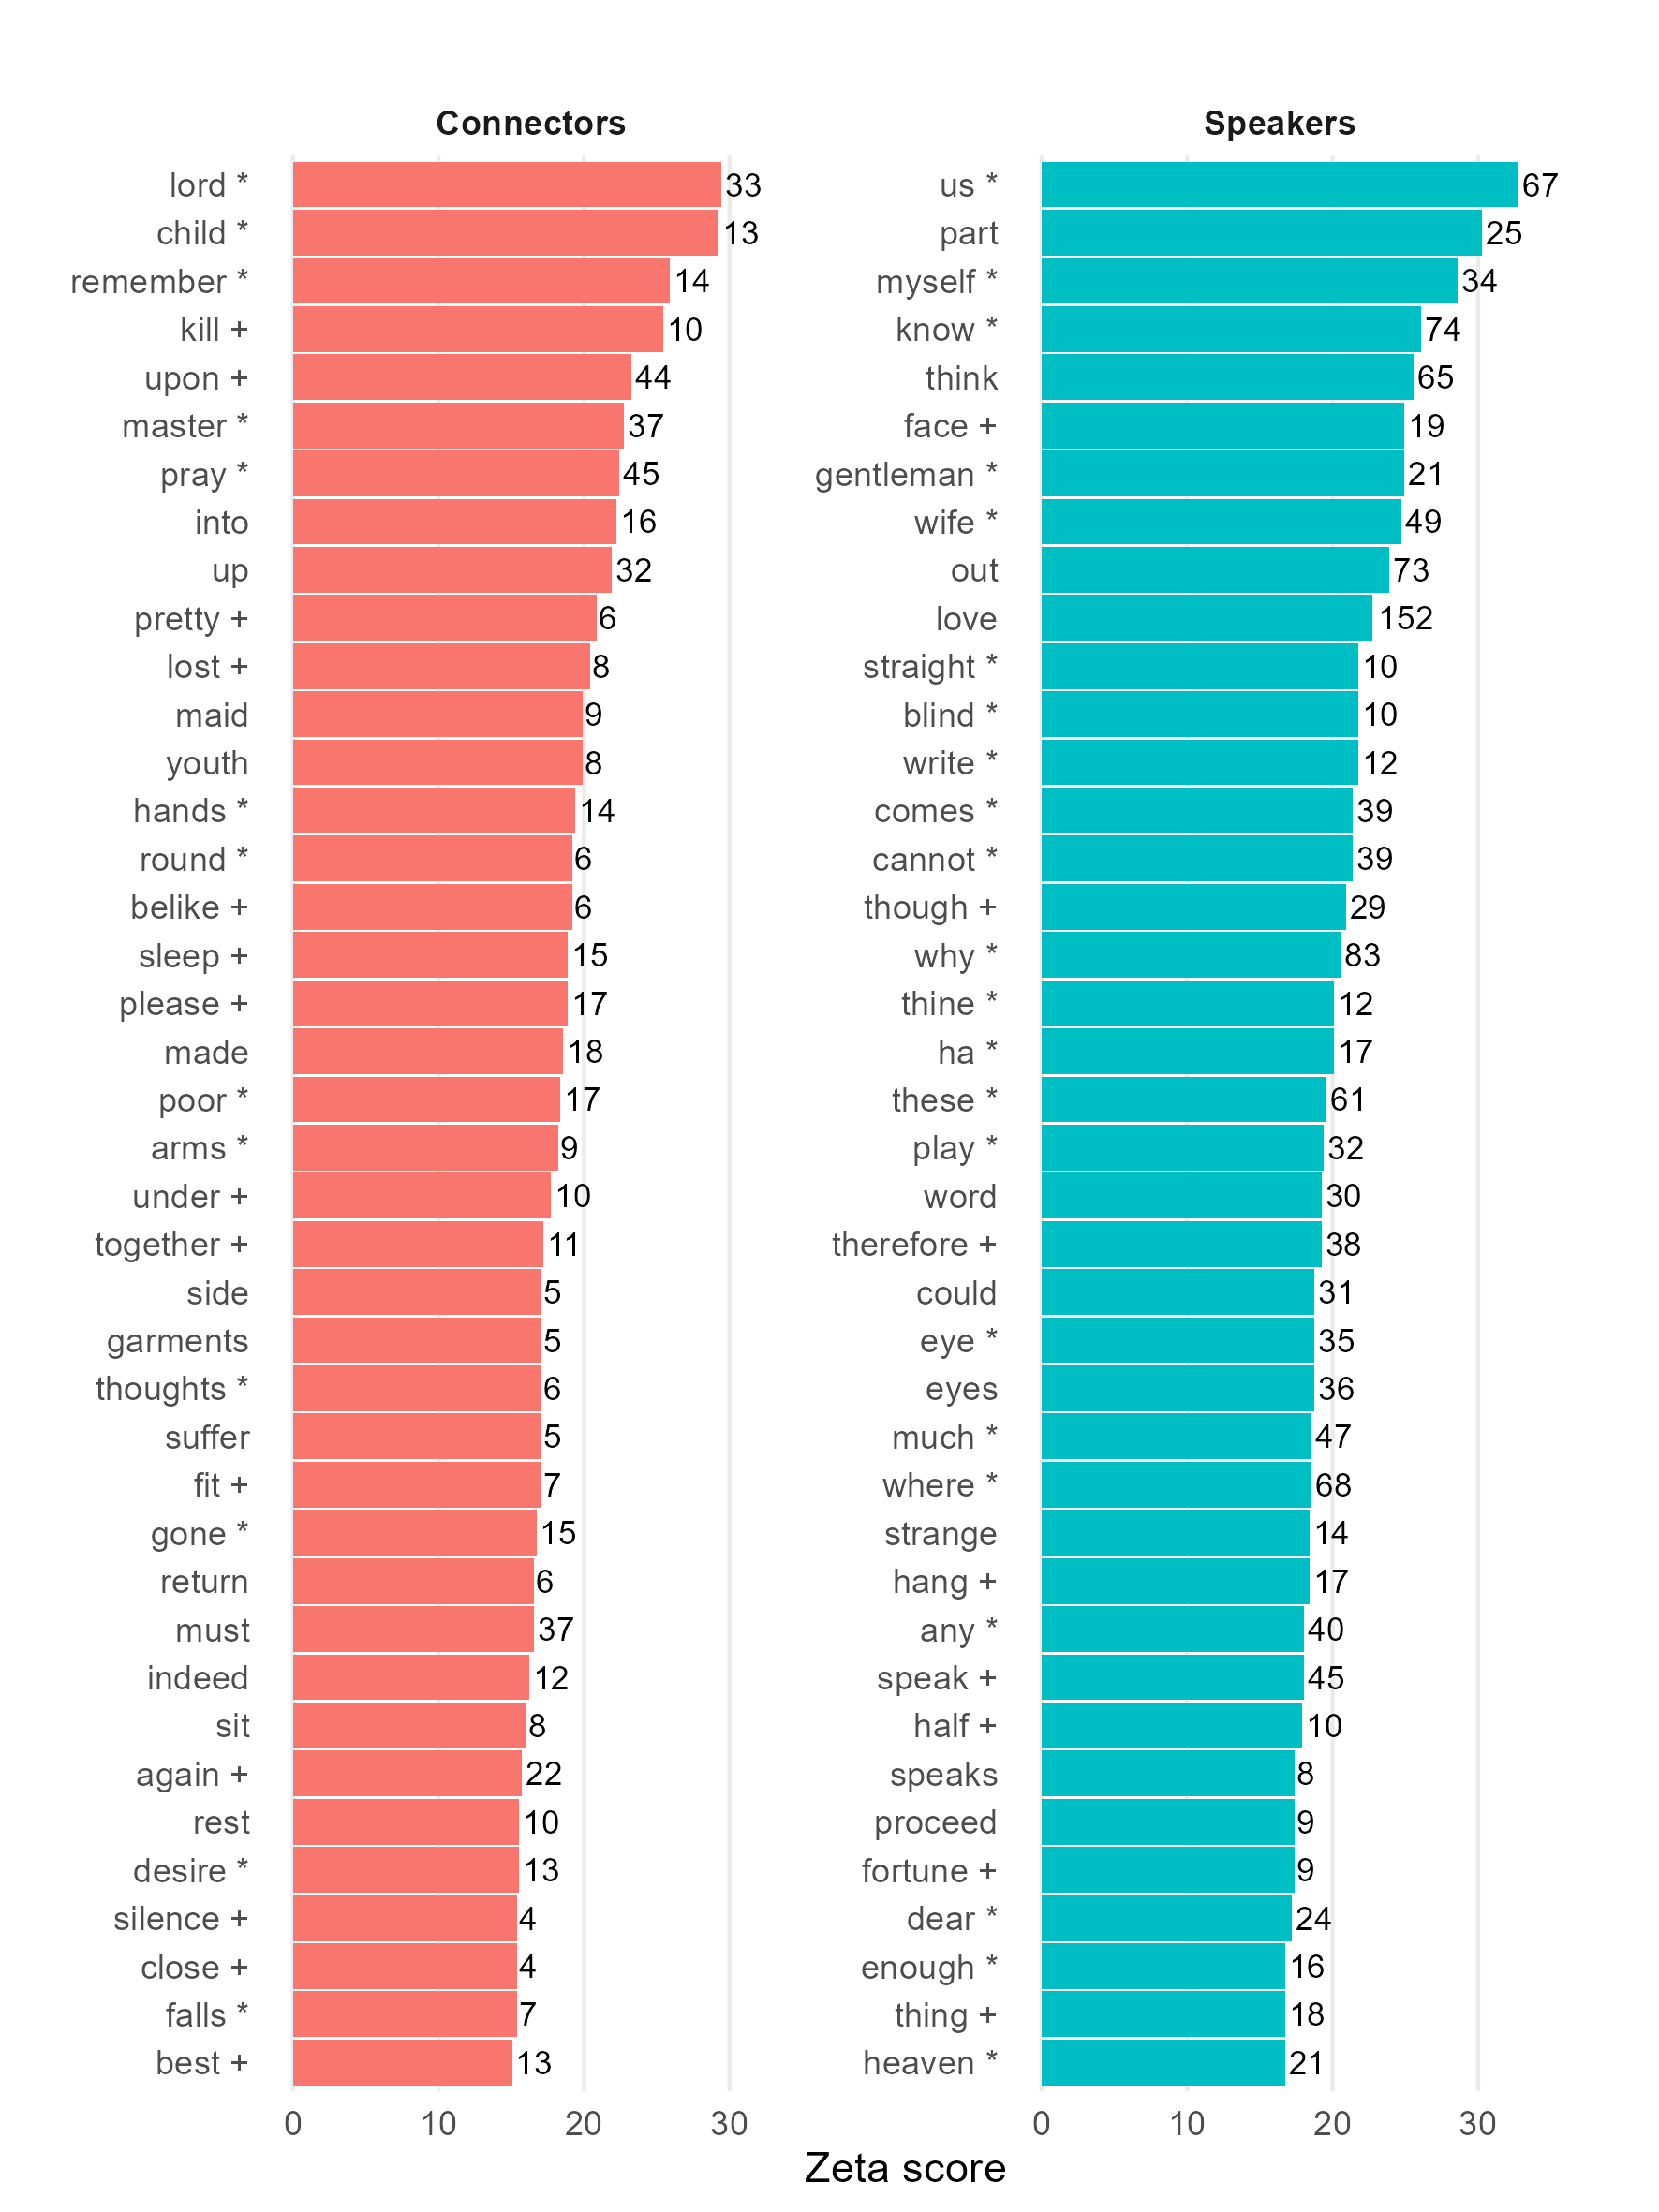 Connectors Speakers
lord * 33 us * 67
child * 13 part 25
remember * 14 myself * 34
kill + 10 know * 74
upon + 44 think 65
master * 37 face + 19
pray * 45 gentleman * 21
into 16 wife * 49
up 32 out 73
pretty + 6 love 152
lost + 8 straight * 10
maid 9 blind * 10
youth 8 write * 12
hands * 14 comes * 39
round * 6 cannot * 39
belike + 6 though + 29
sleep + 15 why * 83
please + 17 thine * 12
made 18 ha * 17
poor * 17 these * 61
arms * 9 play * 32
under + 10 word 30
together + 11 therefore + 38
side 5 could 31
garments 5 eye * 35
thoughts * 6 eyes 36
suffer 5 much * 47
fit + 7 where * 68
gone * 15 strange 14
return 6 hang + 17
must 37 any * 40
indeed 12 speak + 45
sit 8 half + 10
again + 22 speaks 8
rest 10 proceed 9
desire * 13 fortune + 9
silence + 4 dear * 24
close + 4 enough * 16
falls * 7 thing + 18
best + 13 heaven * 21
0 10 20 30 0 10 20 30
Zeta score